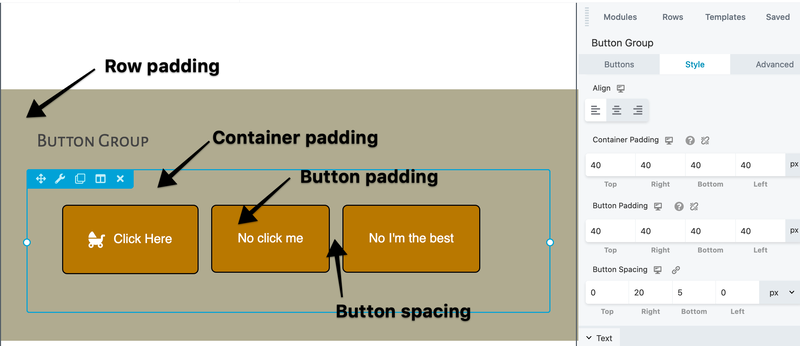 Row padding
Button Group
Container padding
Button padding
Click Here
No click me
No I'm the best
Button spacing
Modules Rows Templates Saved
Button Group
Buttons Style Advanced
Align
Container Padding
40 40 40 40 px
Top Right Bottom Left
Button Padding
40 40 40 40 px
Top Right Bottom Left
Button Spacing
0 20 5 0 px
Top Right Bottom Left
Text